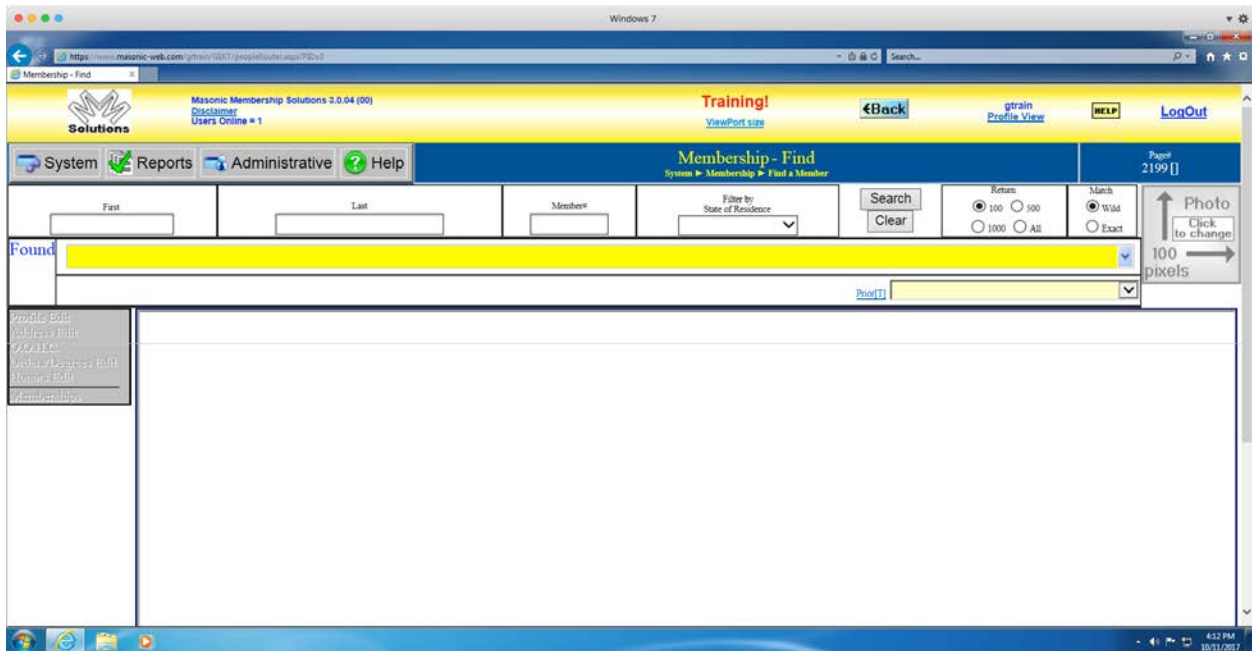 Windows 7
Search...
Membership - Find
Solutions
Masonic Membership Solutions 3.0.04 (00)
Disclaimer
Users Online = 1
Training!
ViewPort size
Back
gtrain
Profile View
HELP
LogOut
System Reports Administrative Help
Membership - Find
System ► Membership ► Find a Member
Page#
2199 []
First
Last
Member#
Filter by
State of Residence
Search
Clear
Return
100 500
1000 All
Match
Wild
Exact
Photo
Click
to change
100
pixels
Found
Prior[T]
Profile Edit
Address Edit
Orders/Degrees Edit
Honors Edit
Memberships
4:12 PM
10/11/2017